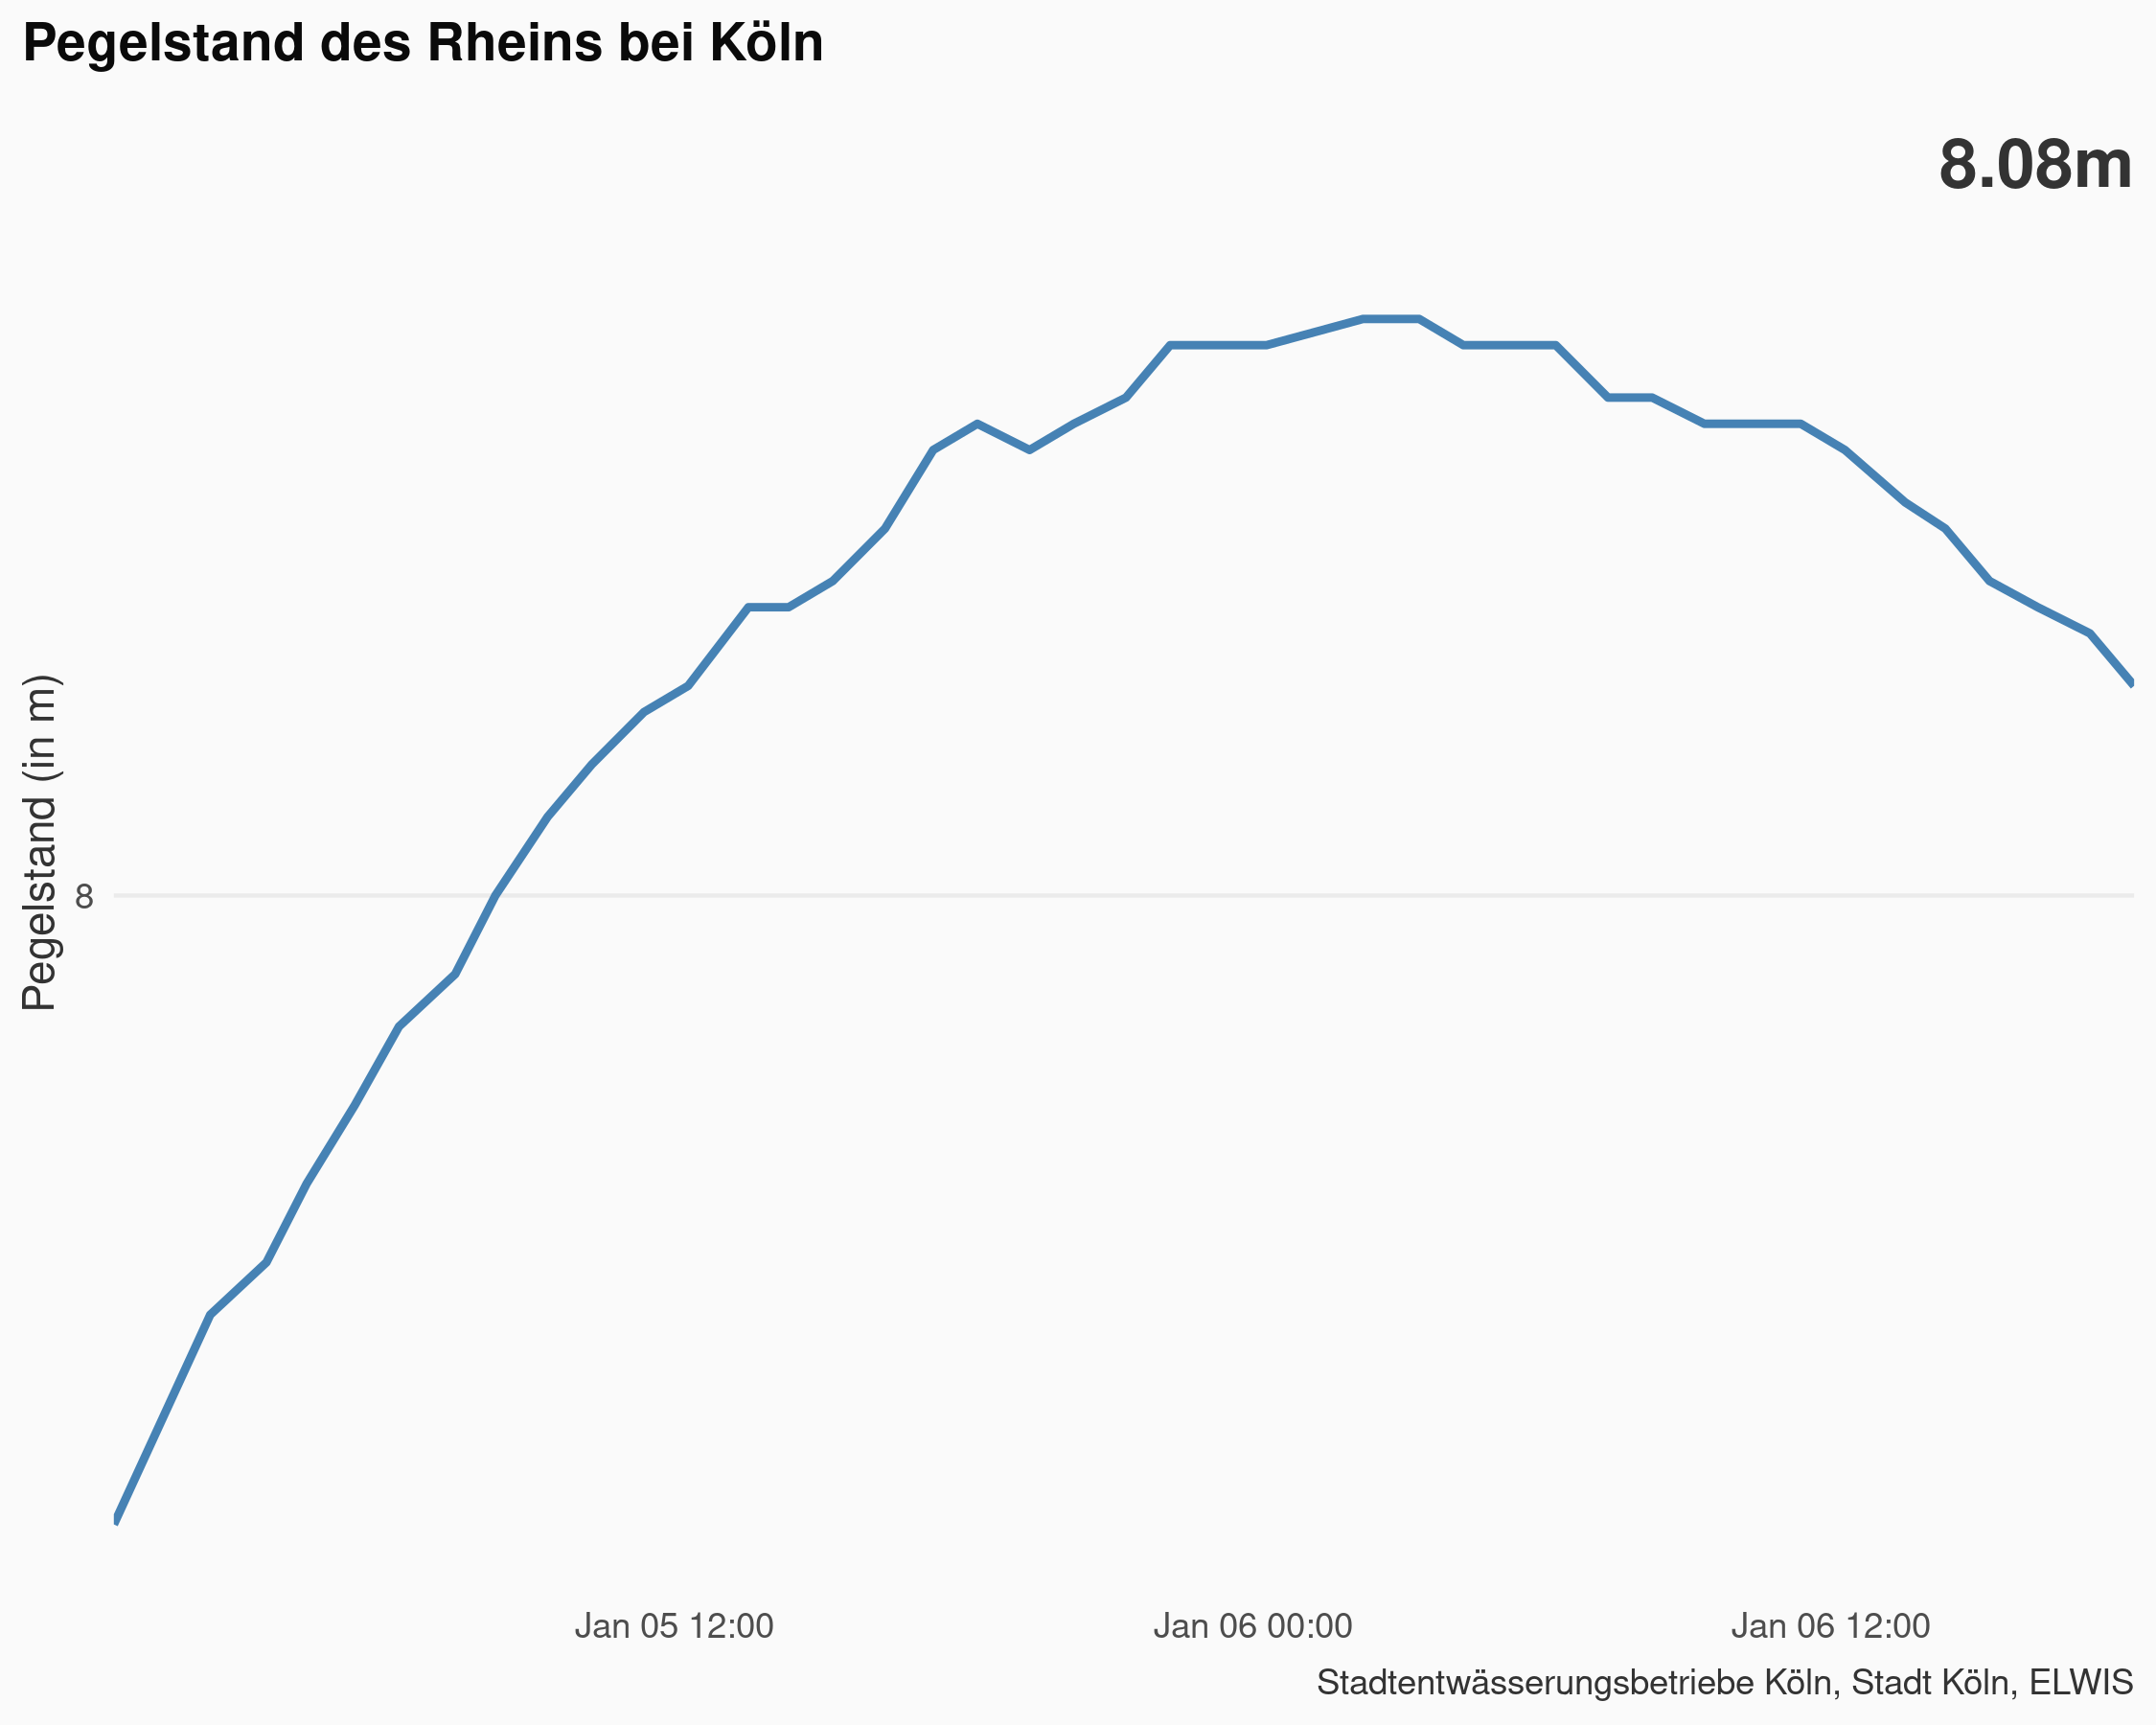 Pegelstand des Rheins bei Köln
8.08m
Pegelstand (in m)
8
Jan 05 12:00
Jan 06 00:00
Jan 06 12:00
Stadtentwässerungsbetriebe Köln, Stadt Köln, ELWIS